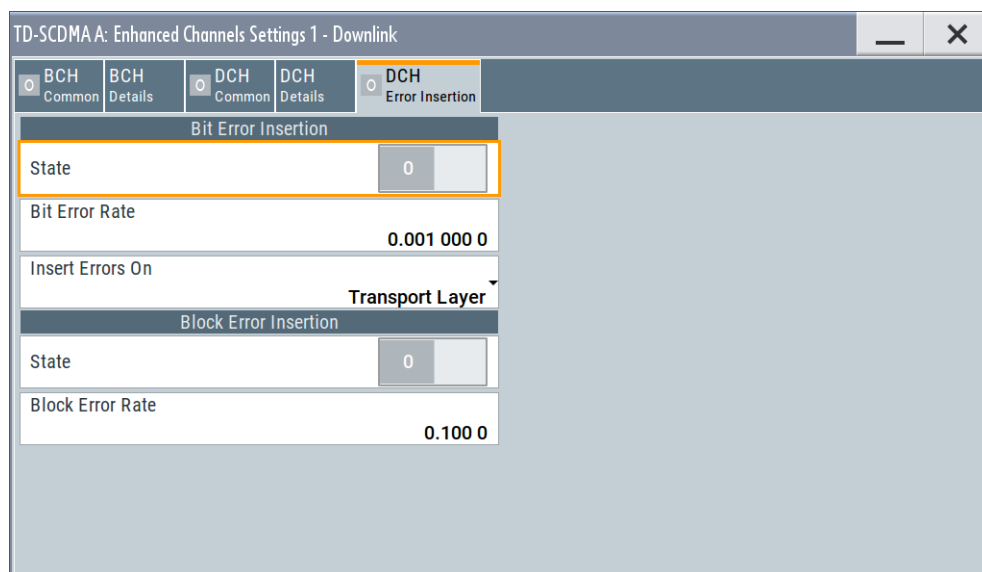 TD-SCDMA A: Enhanced Channels Settings 1 - Downlink
O BCH BCH O DCH DCH O DCH
Common Details Common Details Error Insertion
Bit Error Insertion
State 0
Bit Error Rate
0.001 000 0
Insert Errors On
Transport Layer
Block Error Insertion
State 0
Block Error Rate
0.100 0